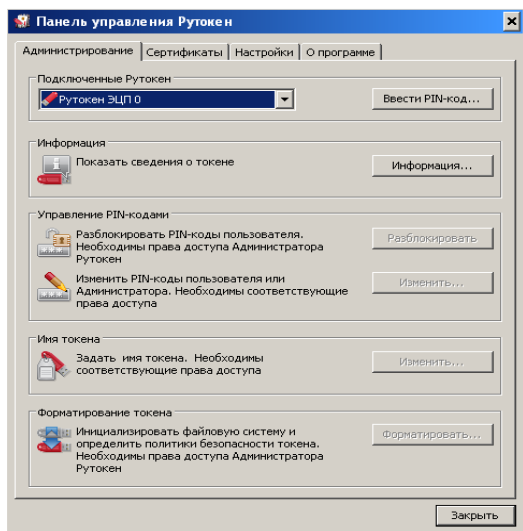 Панель управления Рутокен
Администрирование Сертификаты Настройки О программе
Подключенные Рутокен
Рутокен ЭЦП 0 Ввести PIN-код...
Информация
Показать сведения о токене Информация...
Управление PIN-кодами
Разблокировать PIN-коды пользователя.
Необходимы права доступа Администратора
Рутокен
Разблокировать
Изменить PIN-коды пользователя или
Администратора. Необходимы соответствующие
права доступа
Изменить...
Имя токена
Задать имя токена. Необходимы
соответствующие права доступа
Изменить...
Форматирование токена
Инициализировать файловую систему и
определить политики безопасности токена.
Необходимы права доступа Администратора
Рутокен
Форматировать...
Закрыть